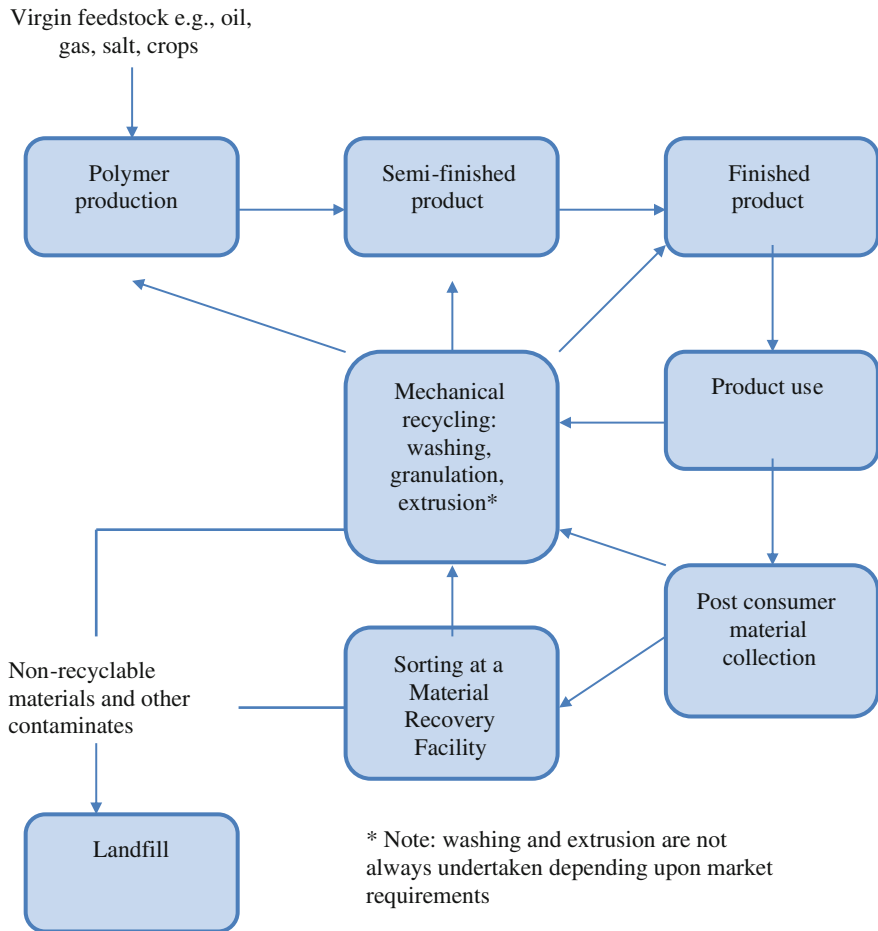 Virgin feedstock e.g., oil,
gas, salt, crops
Polymer
production
Semi-finished
product
Finished
product
Mechanical
recycling:
washing,
granulation,
extrusion*
Product use
Post consumer
material
collection
Sorting at a
Material
Recovery
Facility
Non-recyclable
materials and other
contaminates
Landfill
* Note: washing and extrusion are not
always undertaken depending upon market
requirements